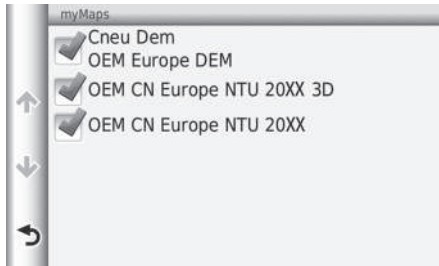 myMaps
Cneu Dem
OEM Europe DEM
OEM CN Europe NTU 20XX 3D
OEM CN Europe NTU 20XX